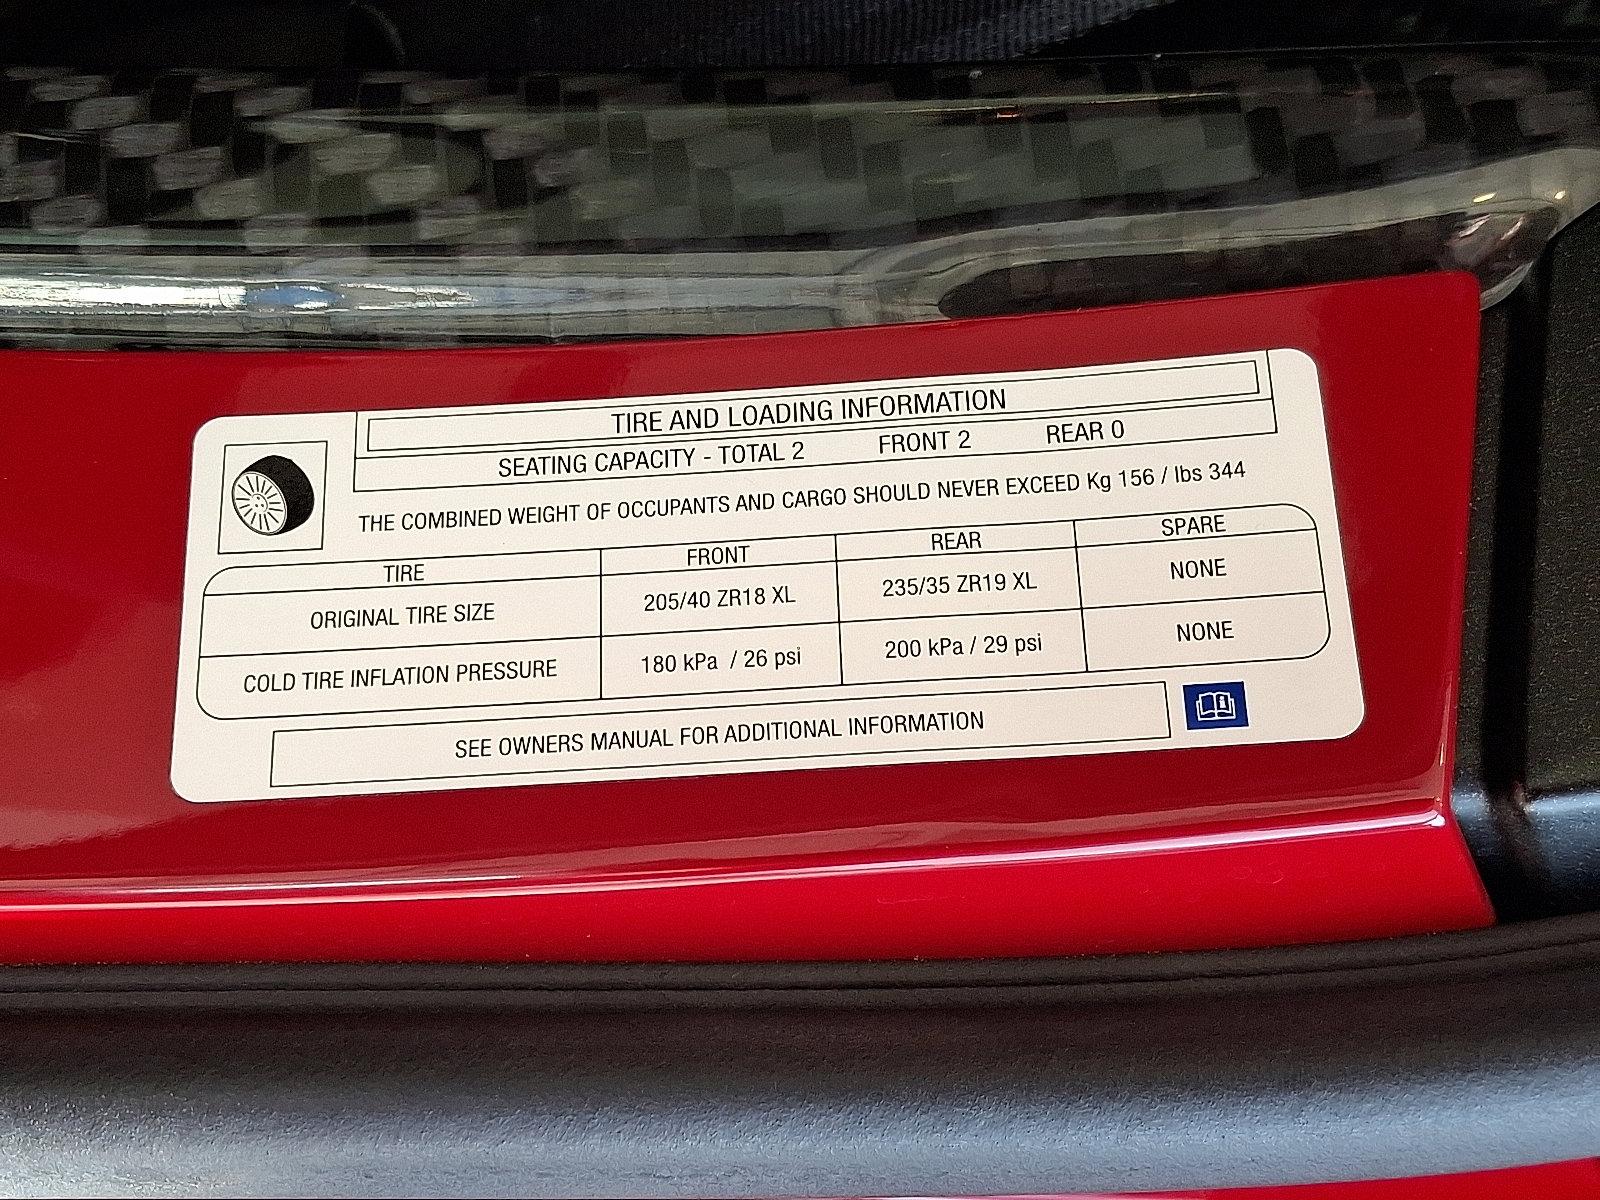 TIRE AND LOADING INFORMATION
SEATING CAPACITY - TOTAL 2 FRONT 2 REAR 0
THE COMBINED WEIGHT OF OCCUPANTS AND CARGO SHOULD NEVER EXCEED Kg 156 / lbs 344
TIRE FRONT REAR SPARE
ORIGINAL TIRE SIZE 205/40 ZR18 XL 235/35 ZR19 XL NONE
COLD TIRE INFLATION PRESSURE 180 kPa / 26 psi 200 kPa / 29 psi NONE
SEE OWNERS MANUAL FOR ADDITIONAL INFORMATION